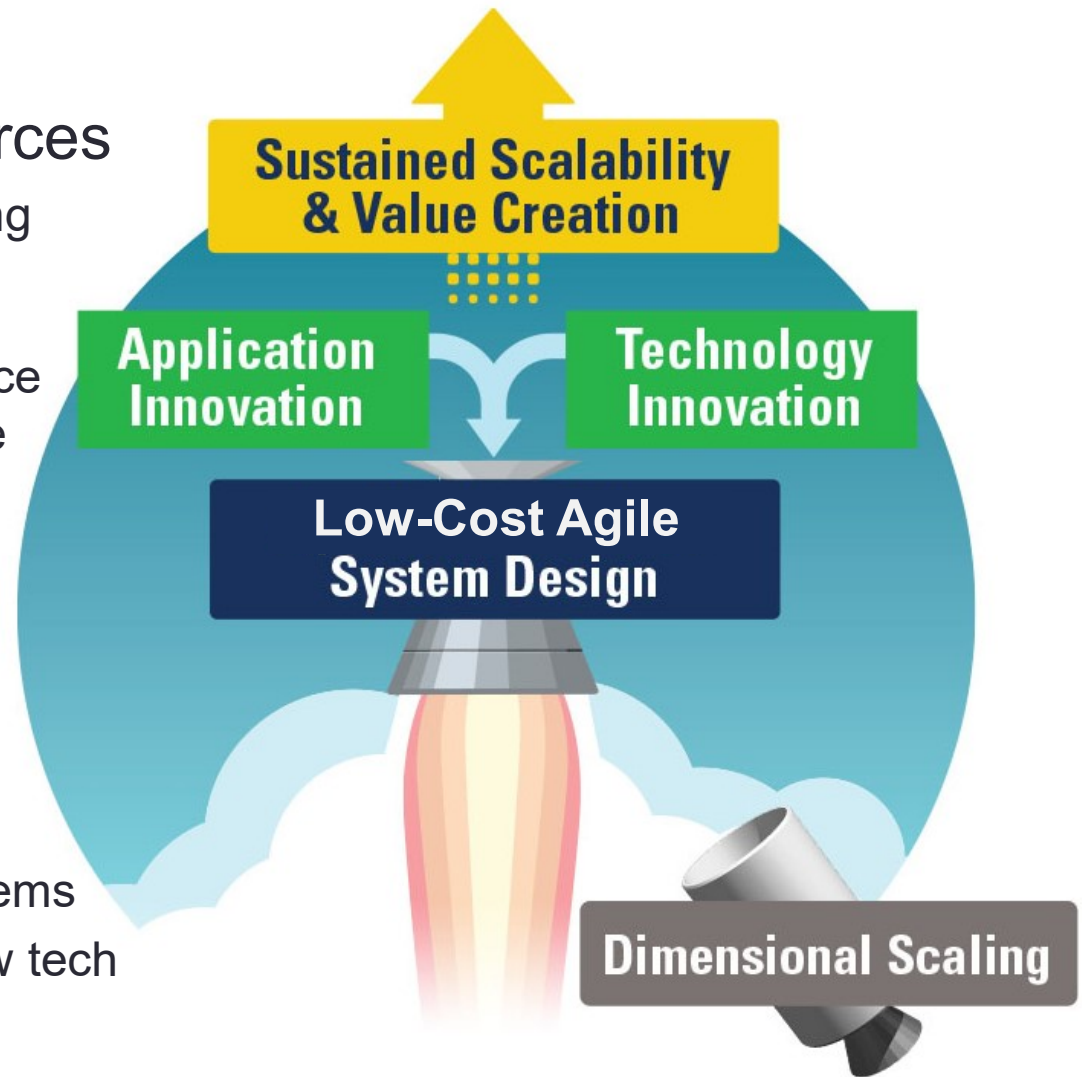 rces
ng
ce
e
ems
w tech
Sustained Scalability
& Value Creation
Application
Innovation
Technology
Innovation
Low-Cost Agile
System Design
Dimensional Scaling